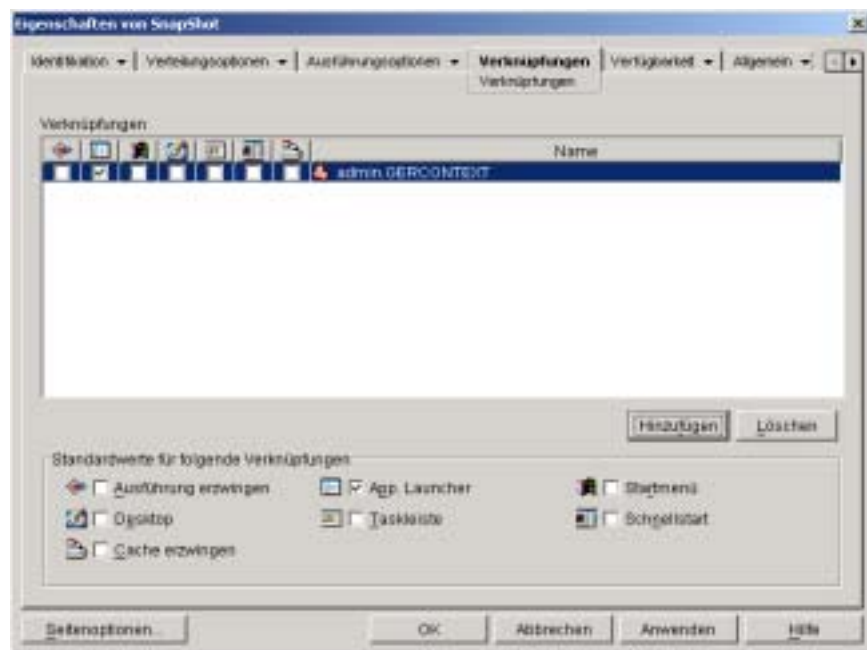 Eigenschaften von SnapShot
Identifikation Verteilungsoptionen Ausführungsoptionen Verknüpfungen Verfügbarkeit Allgemein
Verknüpfungen
Verknüpfungen
Name
admin.GERCONTEXT
Hinzufügen Löschen
Standardwerte für folgende Verknüpfungen
Ausführung erzwingen App. Launcher Startmenü
Desktop Taskleiste Schnellstart
Cache erzwingen
Seitenoptionen... OK Abbrechen Anwenden Hilfe